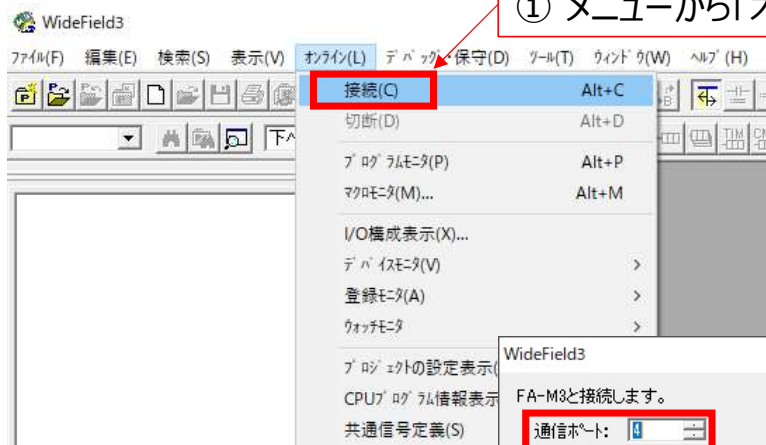 ① メニューから「
WideField3
ファイル(F) 編集(E) 検索(S) 表示(V) オンライン(L) デバッグ・保守(D) ツール(T) ウィンドウ(W) ヘルプ(H)
接続(C) Alt+C
切断(D) Alt+D
下へ
TIM
プログラムモニタ(P) Alt+P
マクロモニタ(M)... Alt+M
I/O構成表示(X)...
デバイスモニタ(V) >
登録モニタ(A) >
ウォッチモニタ >
プロジェクトの設定表示(
CPUプログラム情報表示
共通信号定義(S)
WideField3
FA-M3と接続します。
通信ポート: 4